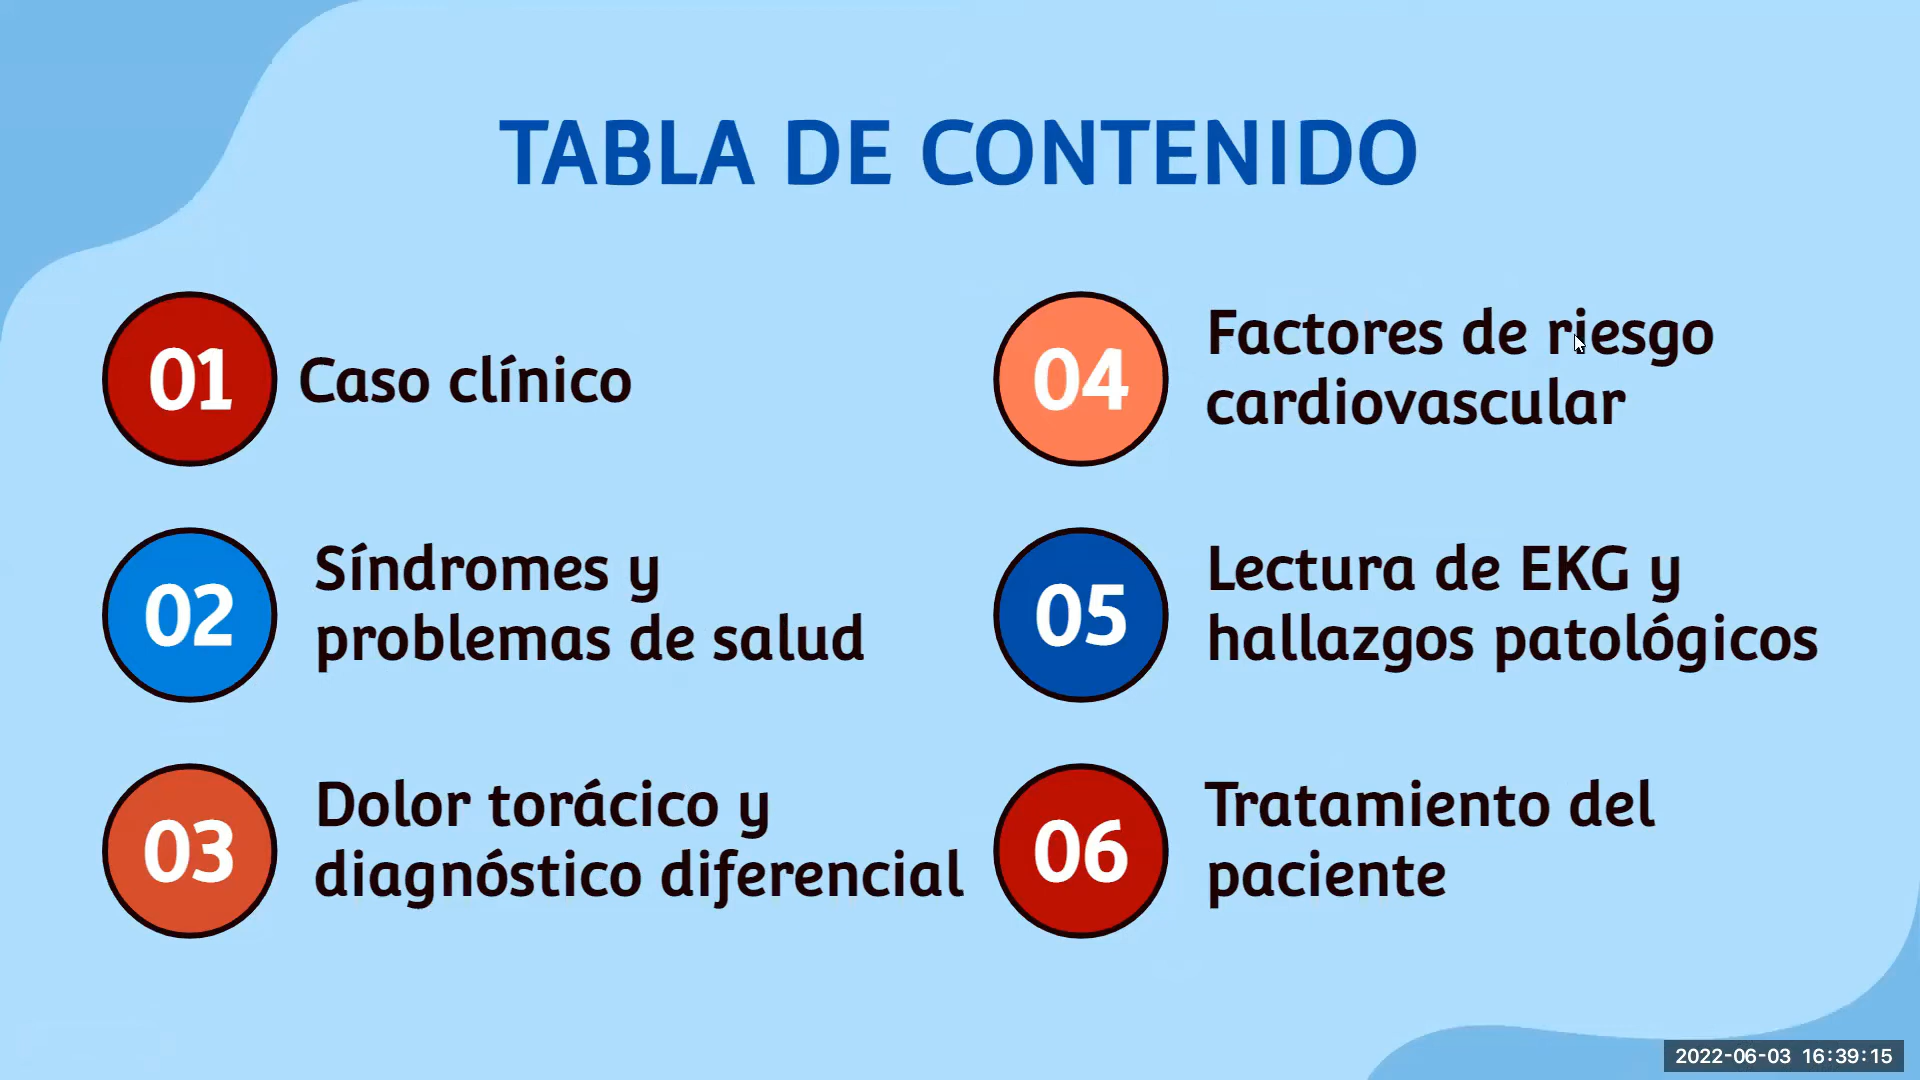 TABLA DE CONTENIDO
01
Caso clínico
02
Síndromes y
problemas de salud
03
Dolor torácico y
diagnóstico diferencial
04
Factores de riesgo
cardiovascular
05
Lectura de EKG y
hallazgos patológicos
06
Tratamiento del
paciente
2022-06-03 16:39:15